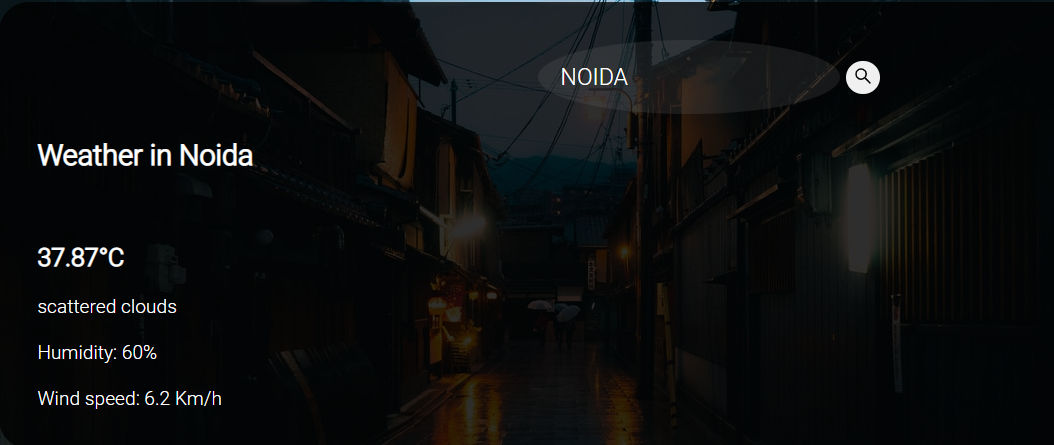 NOIDA
Weather in Noida
37.87°C
scattered clouds
Humidity: 60%
Wind speed: 6.2 Km/h